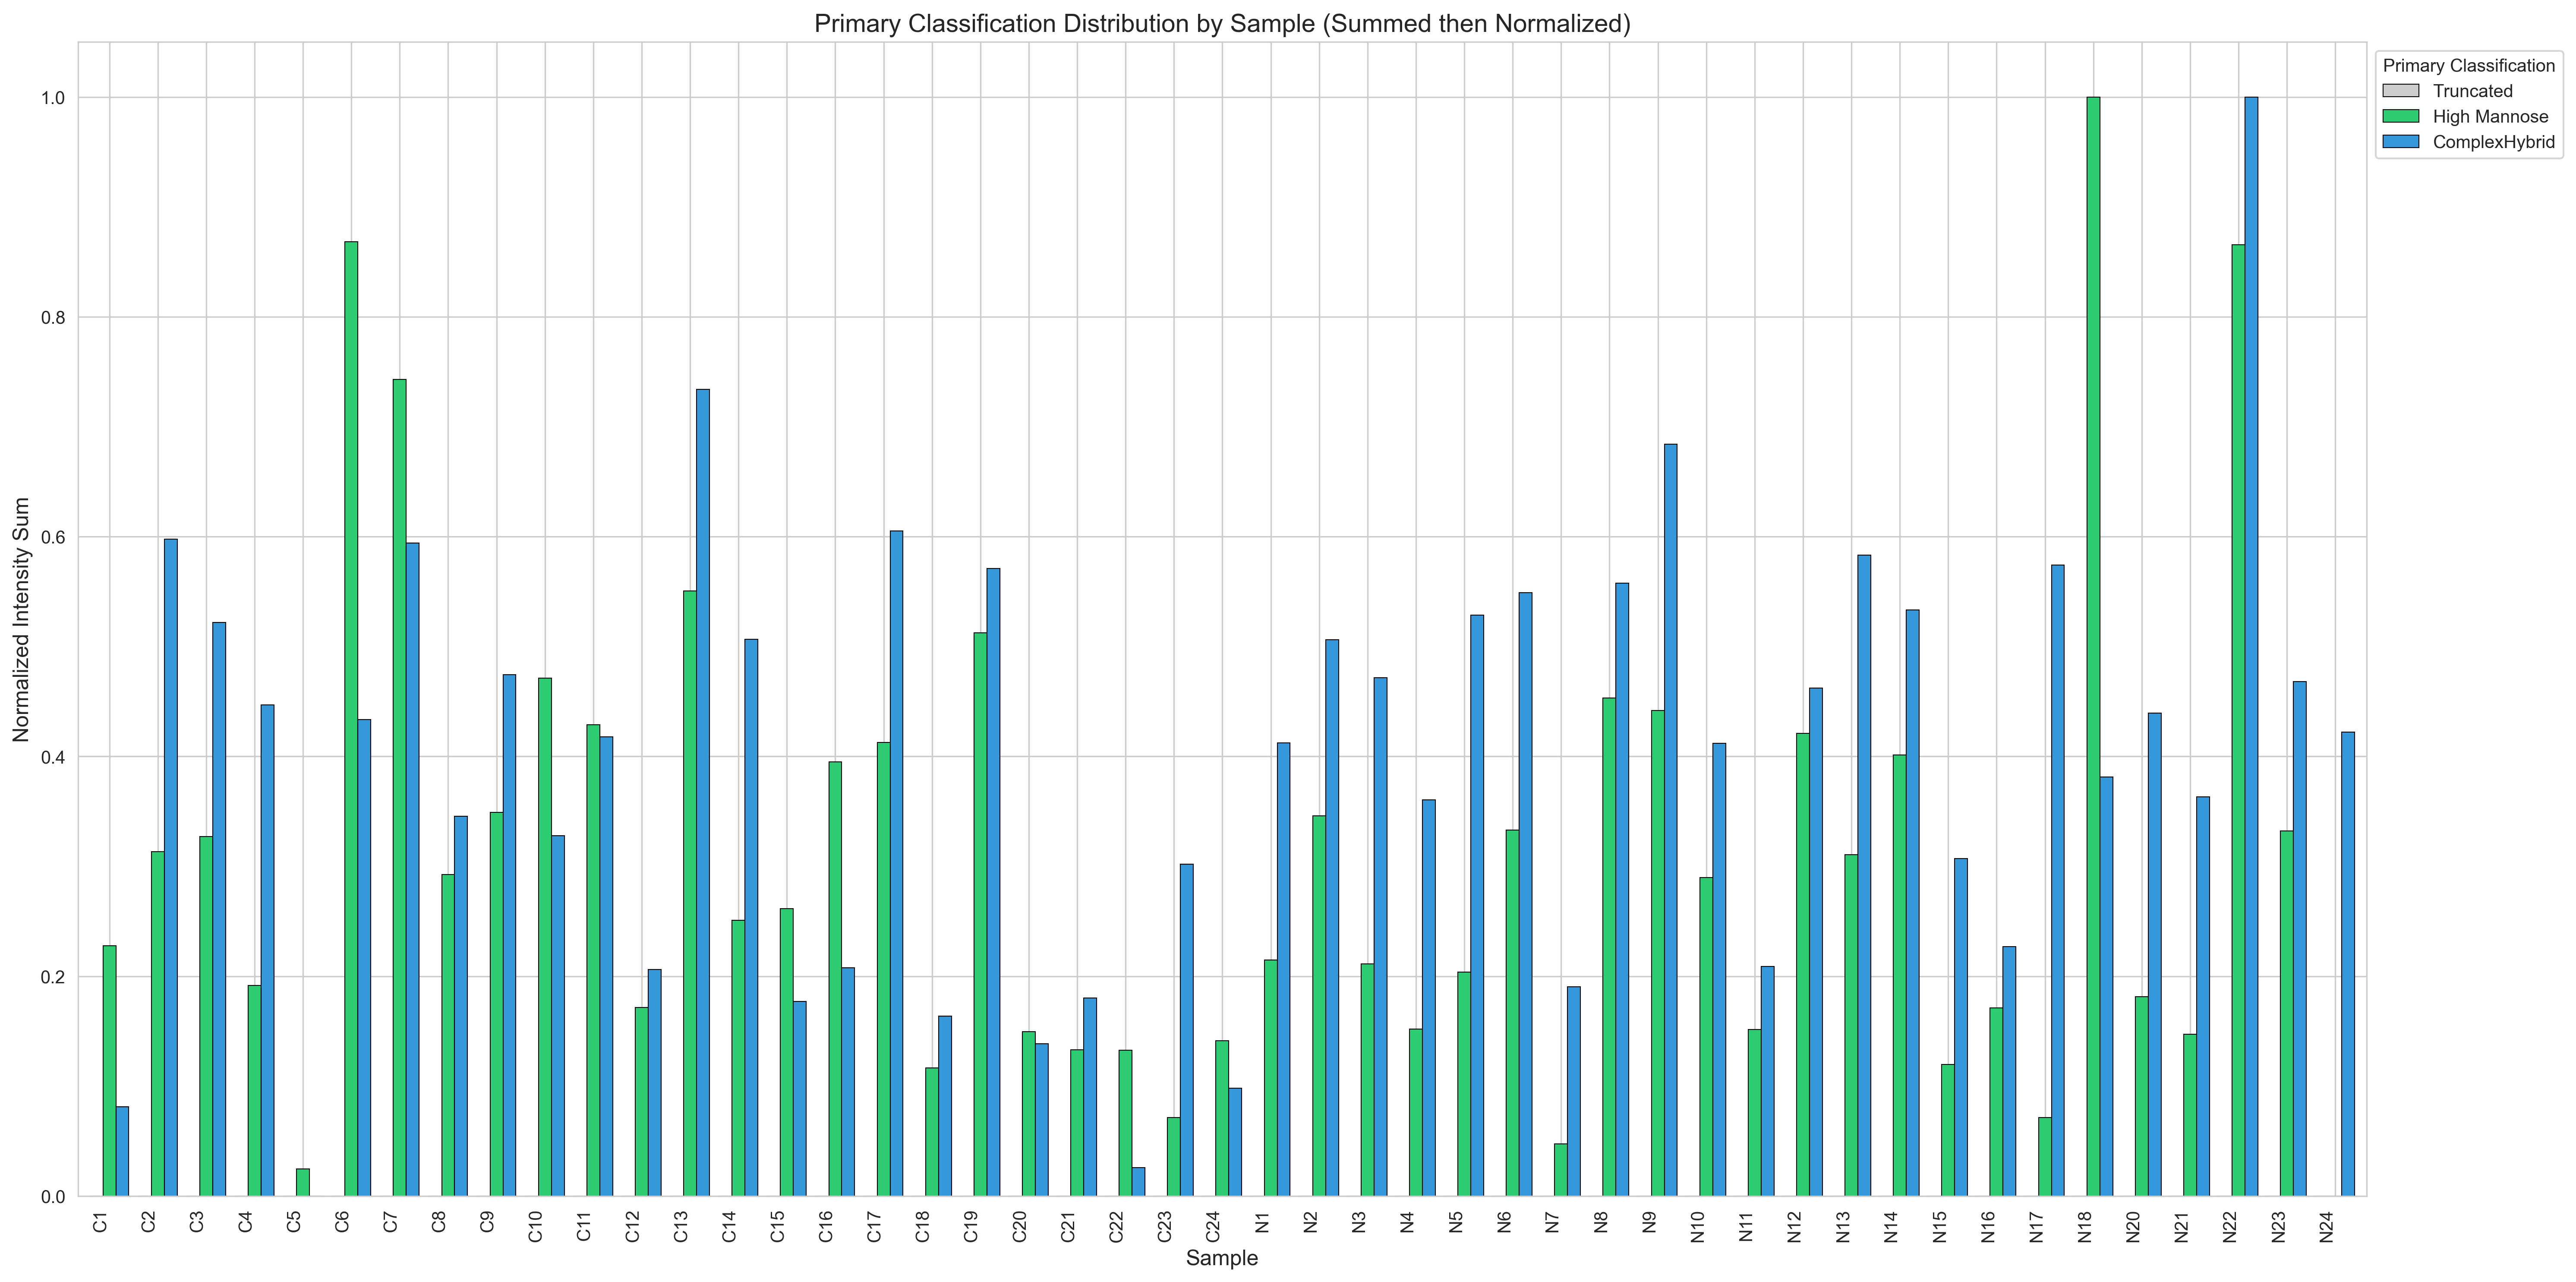 Primary Classification Distribution by Sample (Summed then Normalized)
Primary Classification
Truncated
High Mannose
ComplexHybrid
Normalized Intensity Sum
1.0
0.8
0.6
0.4
0.2
0.0
C1 C2 C3 C4 C5 C6 C7 C8 C9 C10 C11 C12 C13 C14 C15 C16 C17 C18 C19 C20 C21 C22 C23 C24 N1 N2 N3 N4 N5 N6 N7 N8 N9 N10 N11 N12 N13 N14 N15 N16 N17 N18 N20 N21 N22 N23 N24
Sample